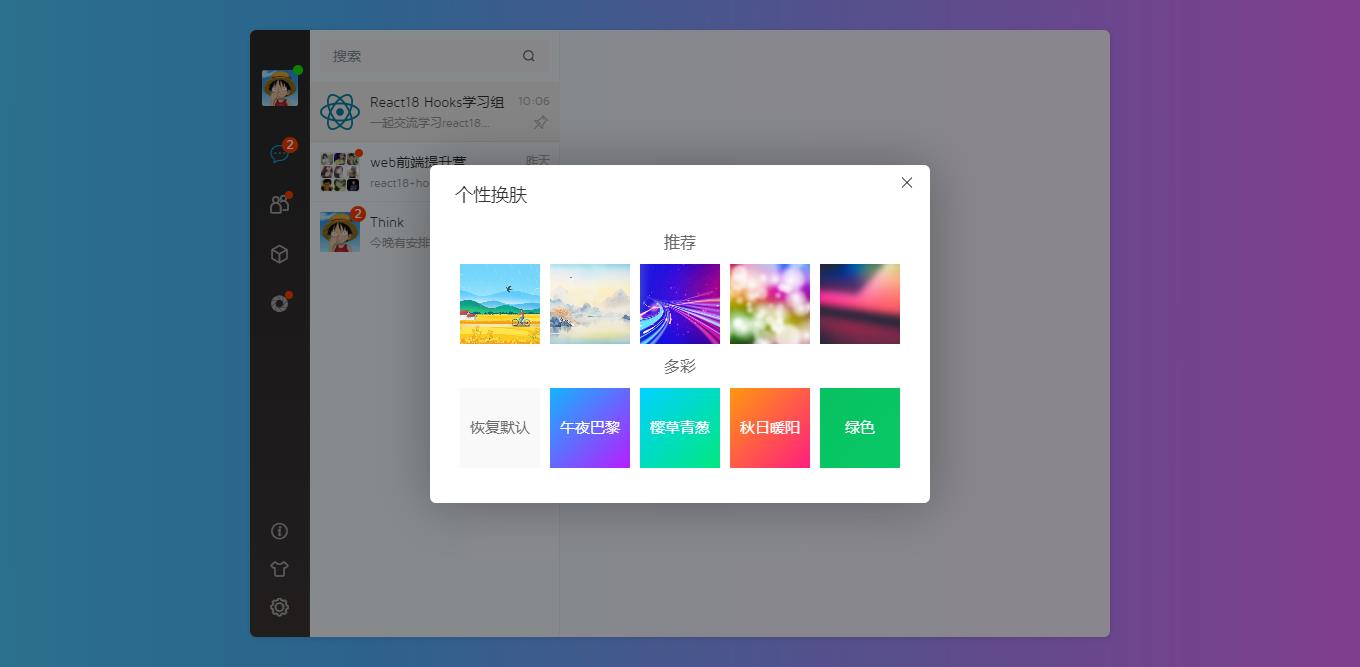 搜索
2
React18 Hooks学习组
10:06
一起交流学习react18...
web前端提升营
昨天
react18+ho
2
Think
今晚有安排
个性换肤
推荐
多彩
恢复默认
午夜巴黎
樱草青葱
秋日暖阳
绿色